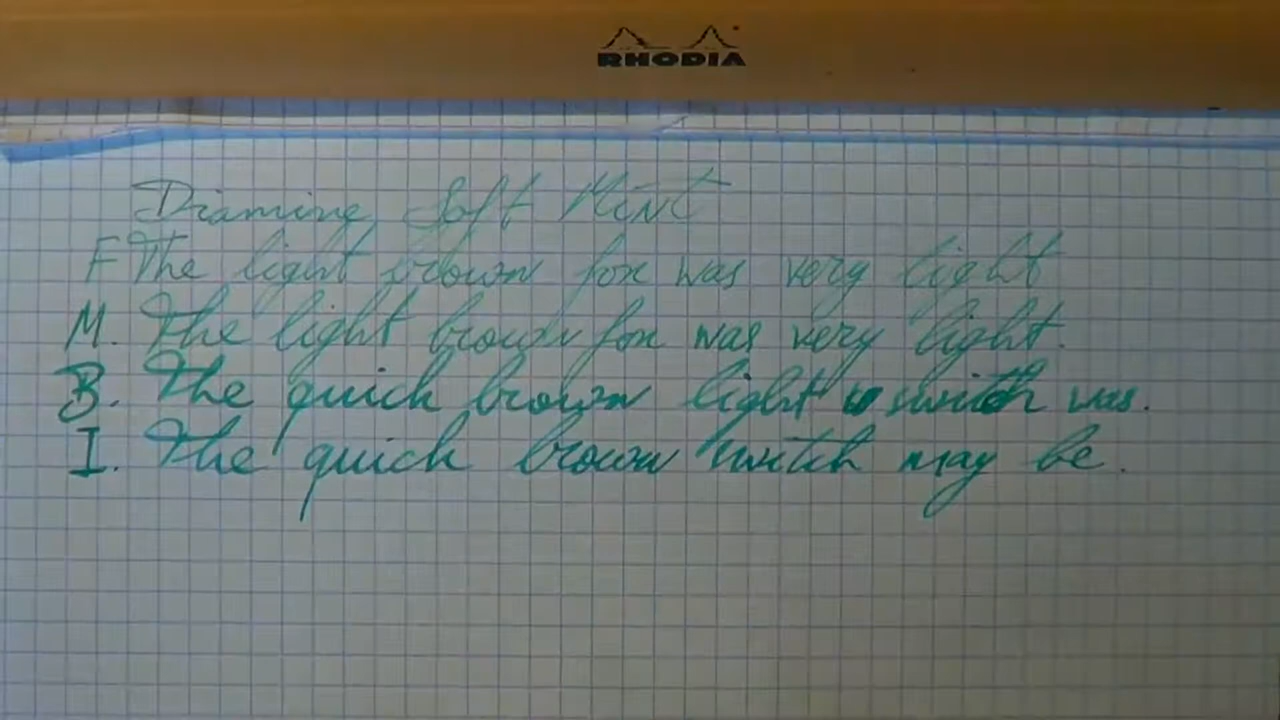 RHODIA
Diamine Soft Mint
F The light brown fox was very light
M. The light brown fox was very light.
B. The quick brown light switch was.
I. The quick brown switch may be.